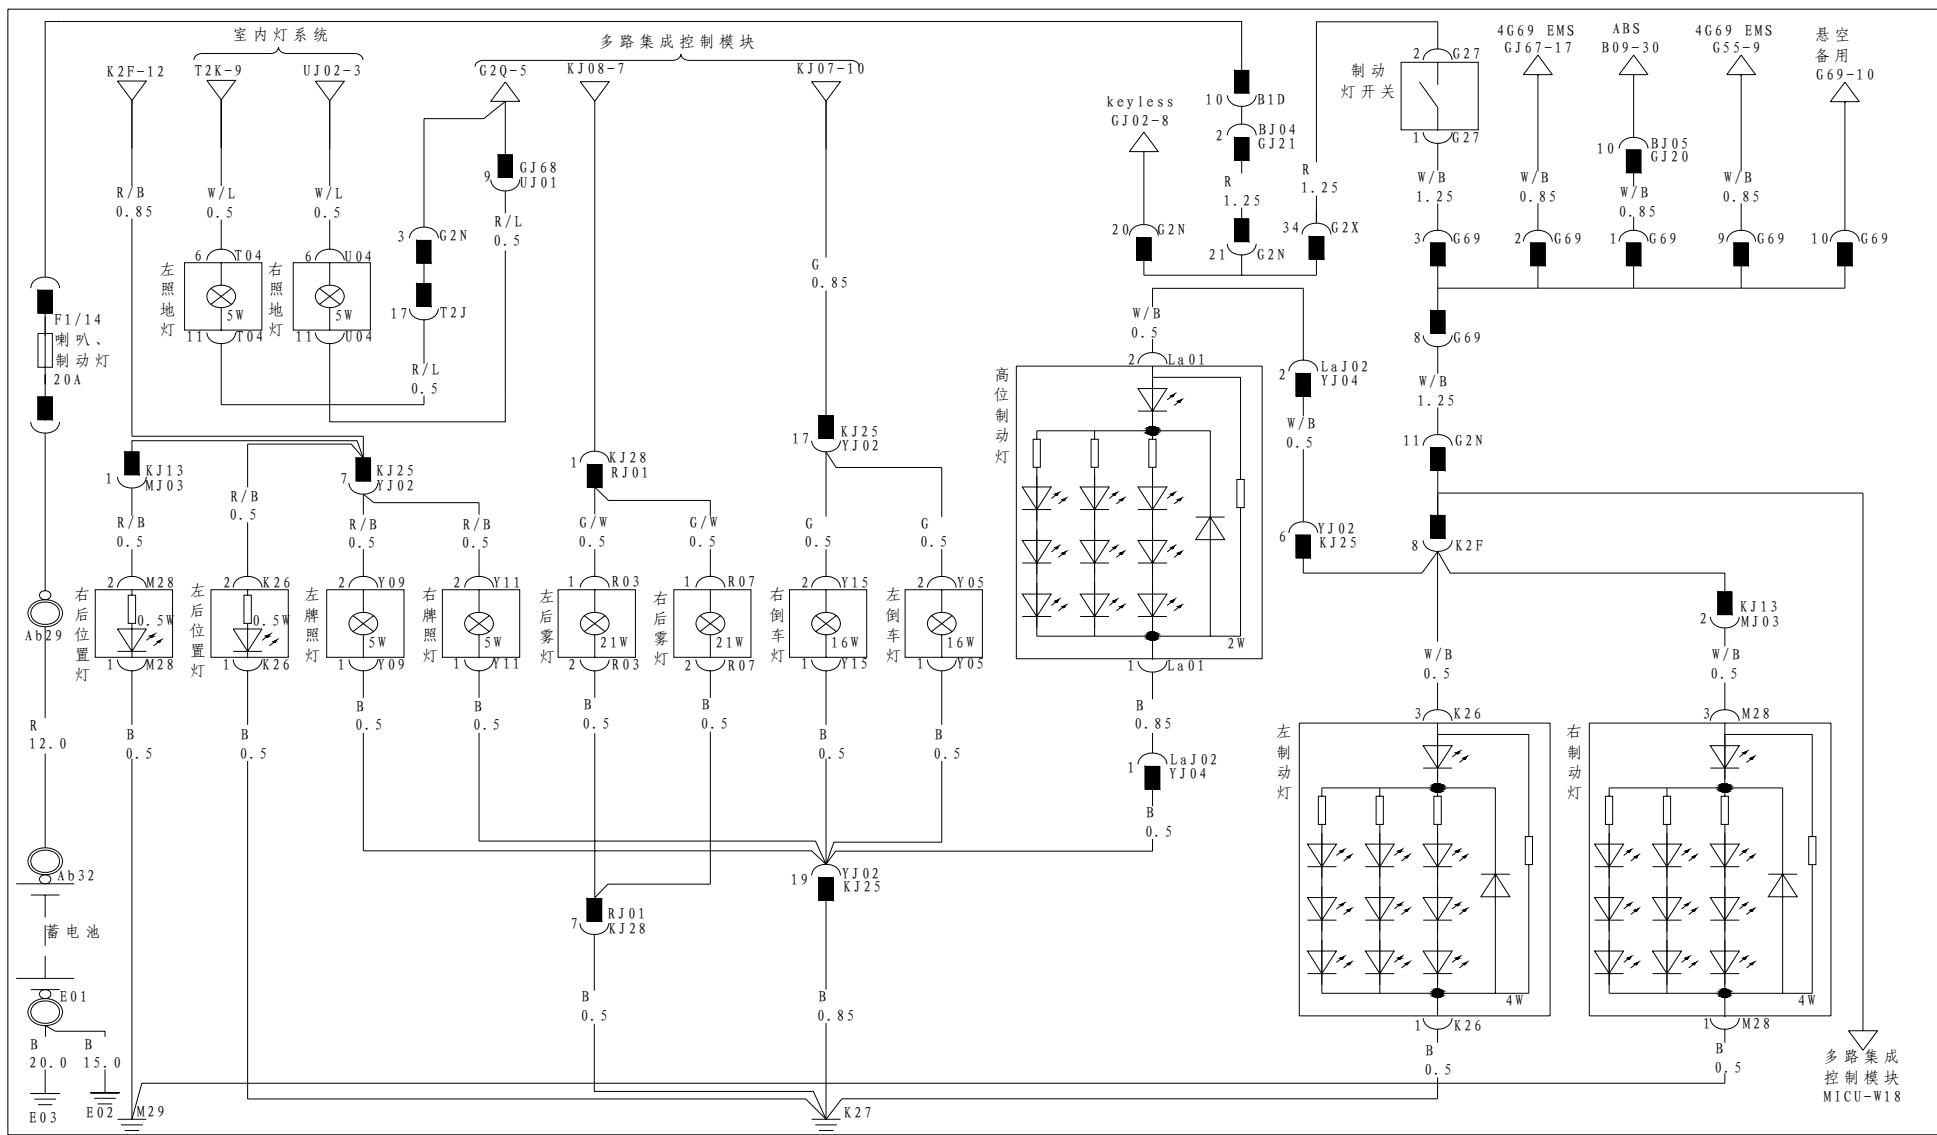 室内灯系统
多路集成控制模块
K2F-12
T2K-9
UJ02-3
G2Q-5
KJ08-7
KJ07-10
keyless
GJ02-8
10
B1D
2
BJ04
GJ21
R
1.25
21
G2N
20
G2N
R
1.25
34
G2X
制动
灯开关
2
G27
1
G27
4G69 EMS
GJ67-17
ABS
B09-30
4G69 EMS
G55-9
悬空
备用
G69-10
10
BJ05
GJ20
W/B
1.25
W/B
0.85
W/B
0.85
W/B
0.85
3
G69
2
G69
1
G69
9
G69
10
G69
8
G69
W/B
1.25
11
G2N
8
K2F
R/B
0.85
W/L
0.5
W/L
0.5
9
GJ68
UJ01
R/L
0.5
3
G2N
17
T2J
R/L
0.5
左照地灯
6
T04
5W
11
T04
右照地灯
6
U04
5W
11
U04
G
0.85
F1/14
喇叭、
制动灯
20A
1
KJ13
MJ03
R/B
0.5
7
KJ25
YJ02
1
KJ28
RJ01
17
KJ25
YJ02
R/B
0.5
R/B
0.5
R/B
0.5
G/W
0.5
G/W
0.5
G
0.5
G
0.5
右后位置灯
2
M28
0.5W
1
M28
左后位置灯
2
K26
0.5W
1
K26
左牌照灯
2
Y09
5W
1
Y09
右牌照灯
2
Y11
5W
1
Y11
左后雾灯
1
R03
21W
2
R03
右后雾灯
1
R07
21W
2
R07
右倒车灯
2
Y15
16W
1
Y15
左倒车灯
2
Y05
16W
1
Y05
B
0.5
B
0.5
B
0.5
B
0.5
B
0.5
B
0.5
B
0.5
B
0.5
W/B
0.5
2
La01
高位制动灯
2W
1
La01
B
0.85
1
LaJ02
YJ04
B
0.5
2
LaJ02
YJ04
W/B
0.5
6
YJ02
KJ25
2
KJ13
MJ03
W/B
0.5
W/B
0.5
3
K26
左制动灯
4W
1
K26
B
0.5
3
M28
右制动灯
4W
1
M28
B
0.5
多路集成
控制模块
MICU-W18
Ab29
R
12.0
Ab32
蓄电池
E01
B
20.0
B
15.0
E03
E02
M29
19
YJ02
KJ25
7
RJ01
KJ28
B
0.5
B
0.85
K27